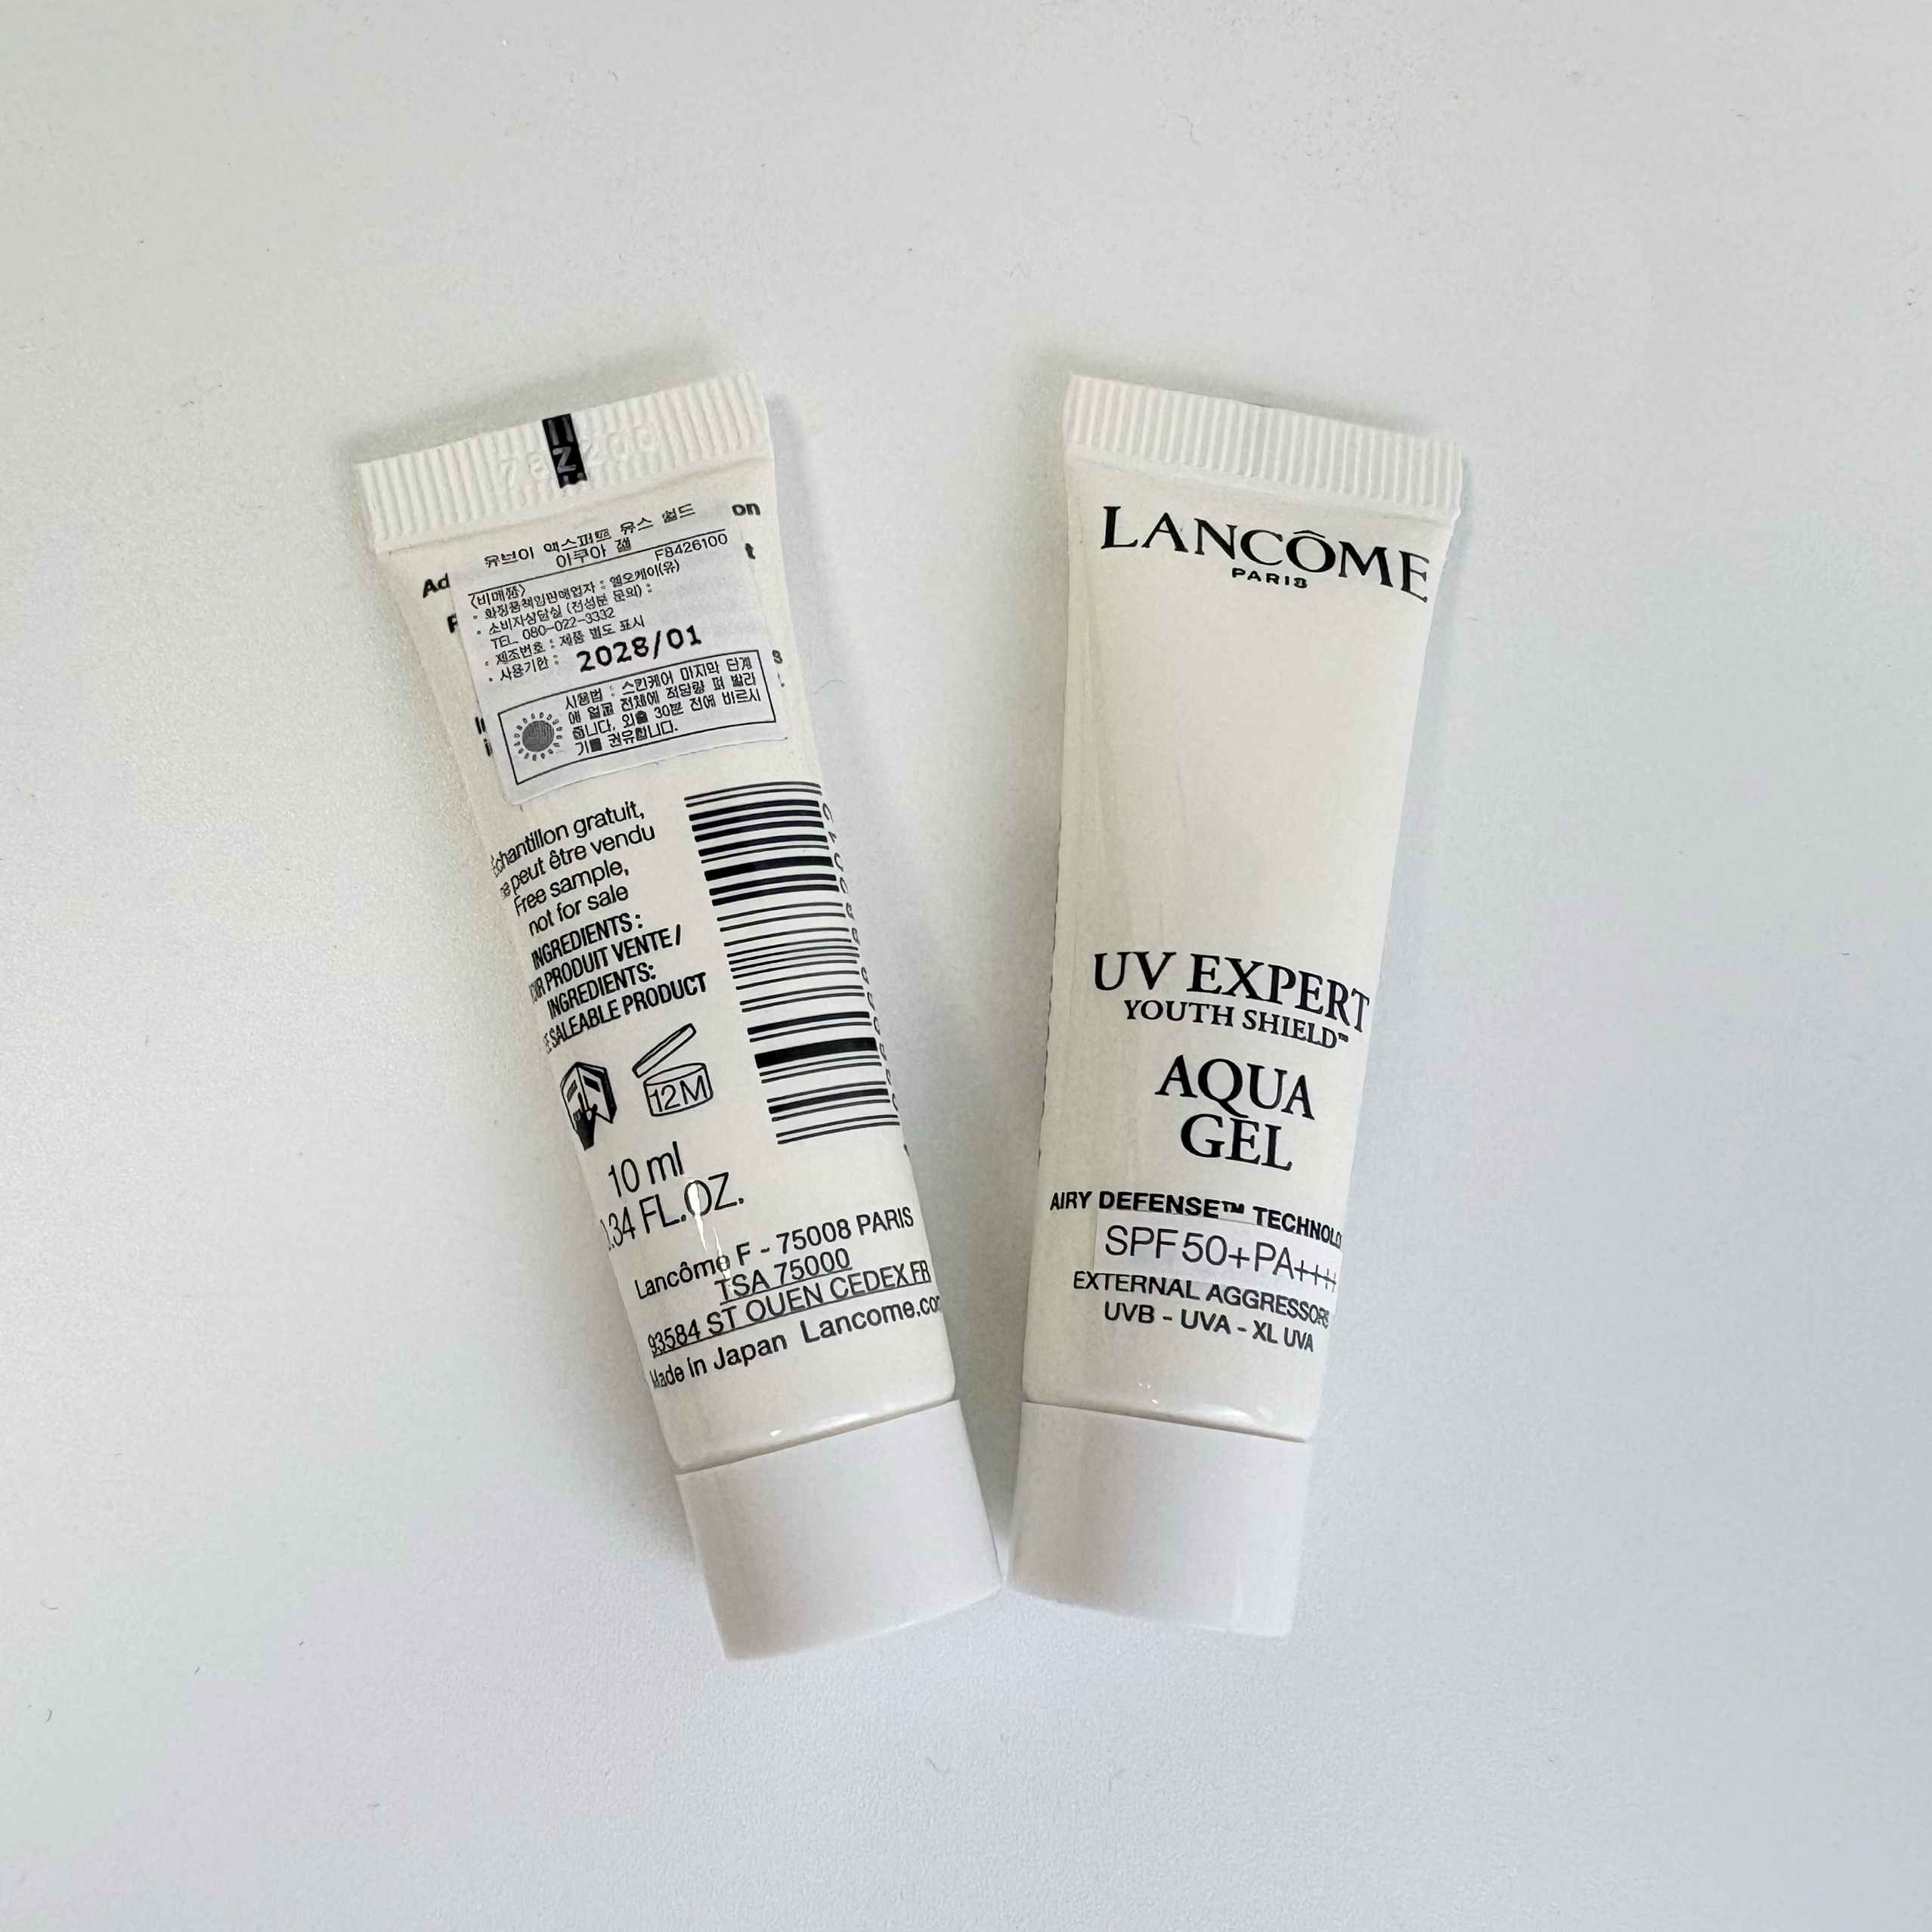 on
유브이 엑스퍼트 유스 쉴드
아쿠아 젤
F8426100
t
Ad
<비매품>
• 화장품책임판매업자 : 엘오케이(유)
• 소비자상담실 (전성분 문의) :
TEL. 080-022-3332
• 제조번호 : 제품 별도 표시
• 사용기한 : 2028/01
사용법 : 스킨케어 마지막 단계
에 얼굴 전체에 적당량 펴 발라
줍니다. 외출 30분 전에 바르시
기를 권유합니다.
Échantillon gratuit,
ne peut être vendu
Free sample,
not for sale
INGREDIENTS :
PRODUIT VENTE /
INGREDIENTS:
SALEABLE PRODUCT
12M
10 ml
.34 FL.OZ.
Lancôme F - 75008 PARIS
TSA 75000
93584 ST OUEN CEDEX FR
Made in Japan Lancome.co
LANCÔME
PARIS
UV EXPERT
YOUTH SHIELD™
AQUA
GEL
AIRY DEFENSE™ TECHNOLO
SPF 50+ PA++++
EXTERNAL AGGRESSORS
UVB - UVA - XL UVA